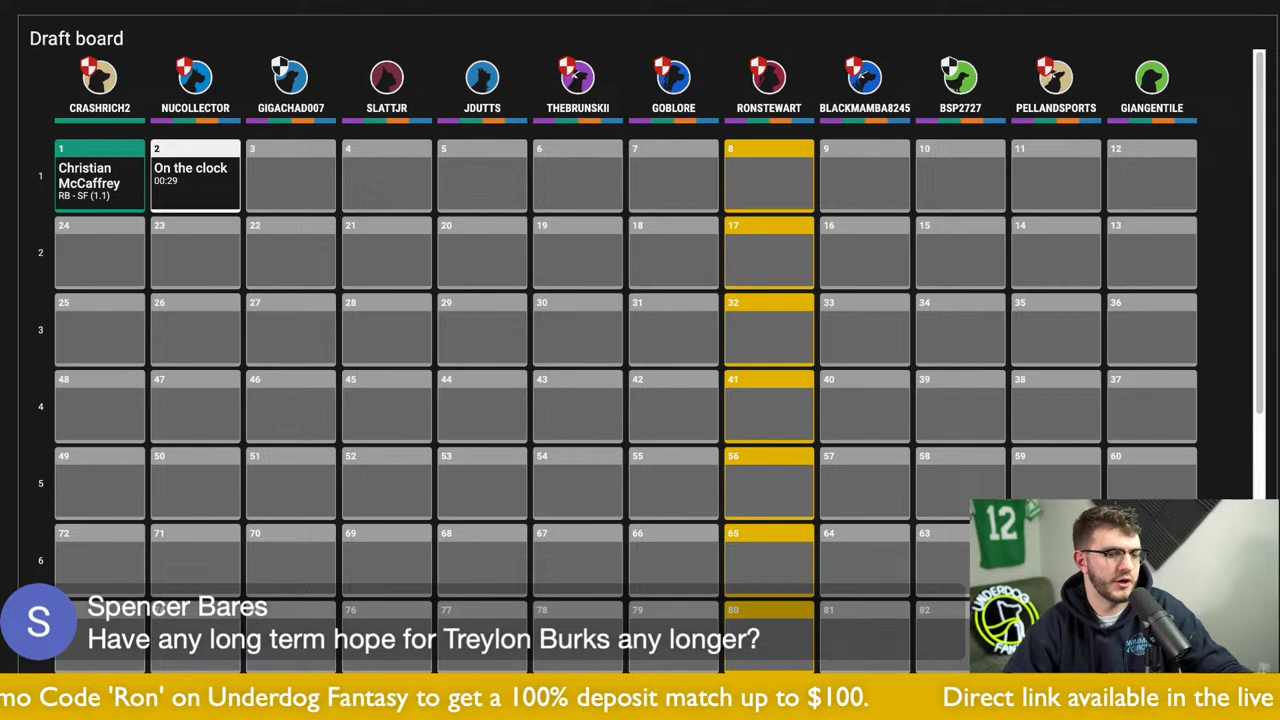 Draft board
CRASHRICH2 NUCOLLECTOR GIGACHAD007 SLATTJR JDUTTS THEBRUNSKII GOBLORE RONSTEWART BLACKMAMBA8245 BSP2727 PELLANDSPORTS GIANGENTILE
1 2 3 4 5 6 7 8 9 10 11 12
1
Christian
McCaffrey
RB - SF (1.1)
On the clock
00:29
24 23 22 21 20 19 18 17 16 15 14 13
2
25 26 27 28 29 30 31 32 33 34 35 36
3
48 47 46 45 44 43 42 41 40 39 38 37
4
49 50 51 52 53 54 55 56 57 58 59 60
5
72 71 70 69 68 67 66 65 64 63
6
76 77 78 79 80 81 82
12
UNDERDOG
S
Spencer Bares
Have any long term hope for Treylon Burks any longer?
mo Code 'Ron' on Underdog Fantasy to get a 100% deposit match up to $100. Direct link available in the live